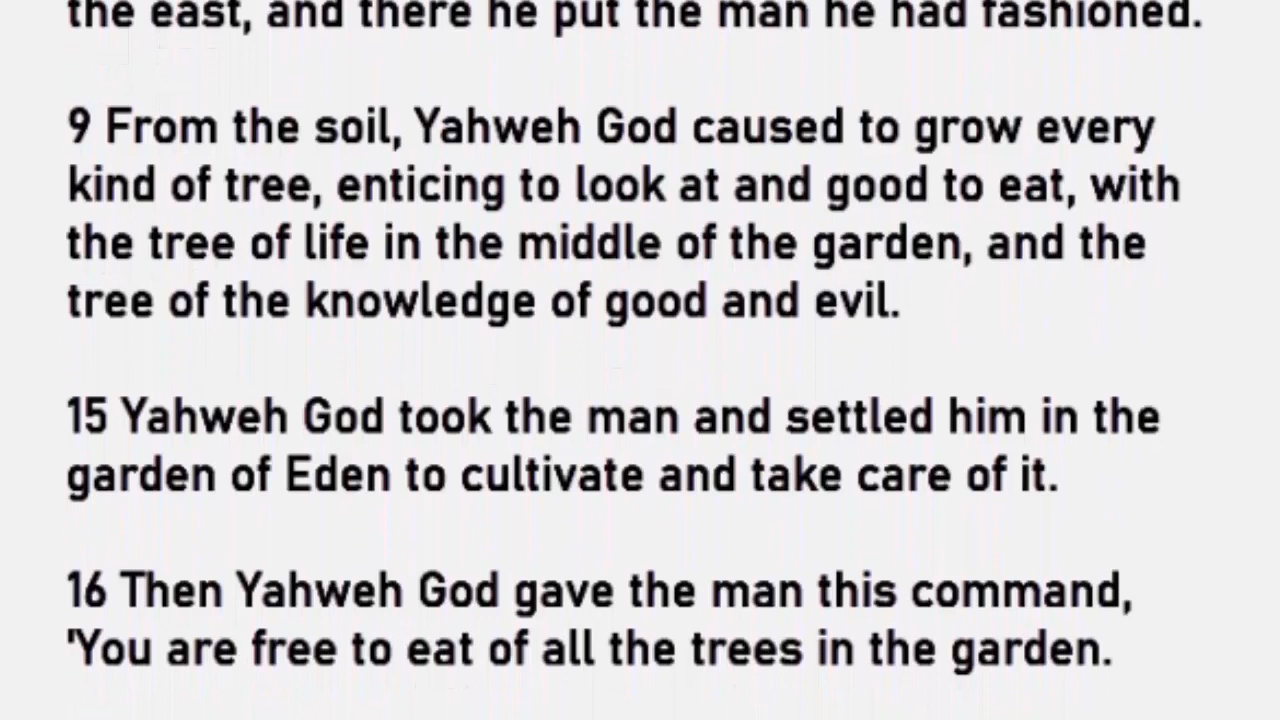 the east, and there he put the man he had fashioned.
9 From the soil, Yahweh God caused to grow every
kind of tree, enticing to look at and good to eat, with
the tree of life in the middle of the garden, and the
tree of the knowledge of good and evil.
15 Yahweh God took the man and settled him in the
garden of Eden to cultivate and take care of it.
16 Then Yahweh God gave the man this command,
'You are free to eat of all the trees in the garden.